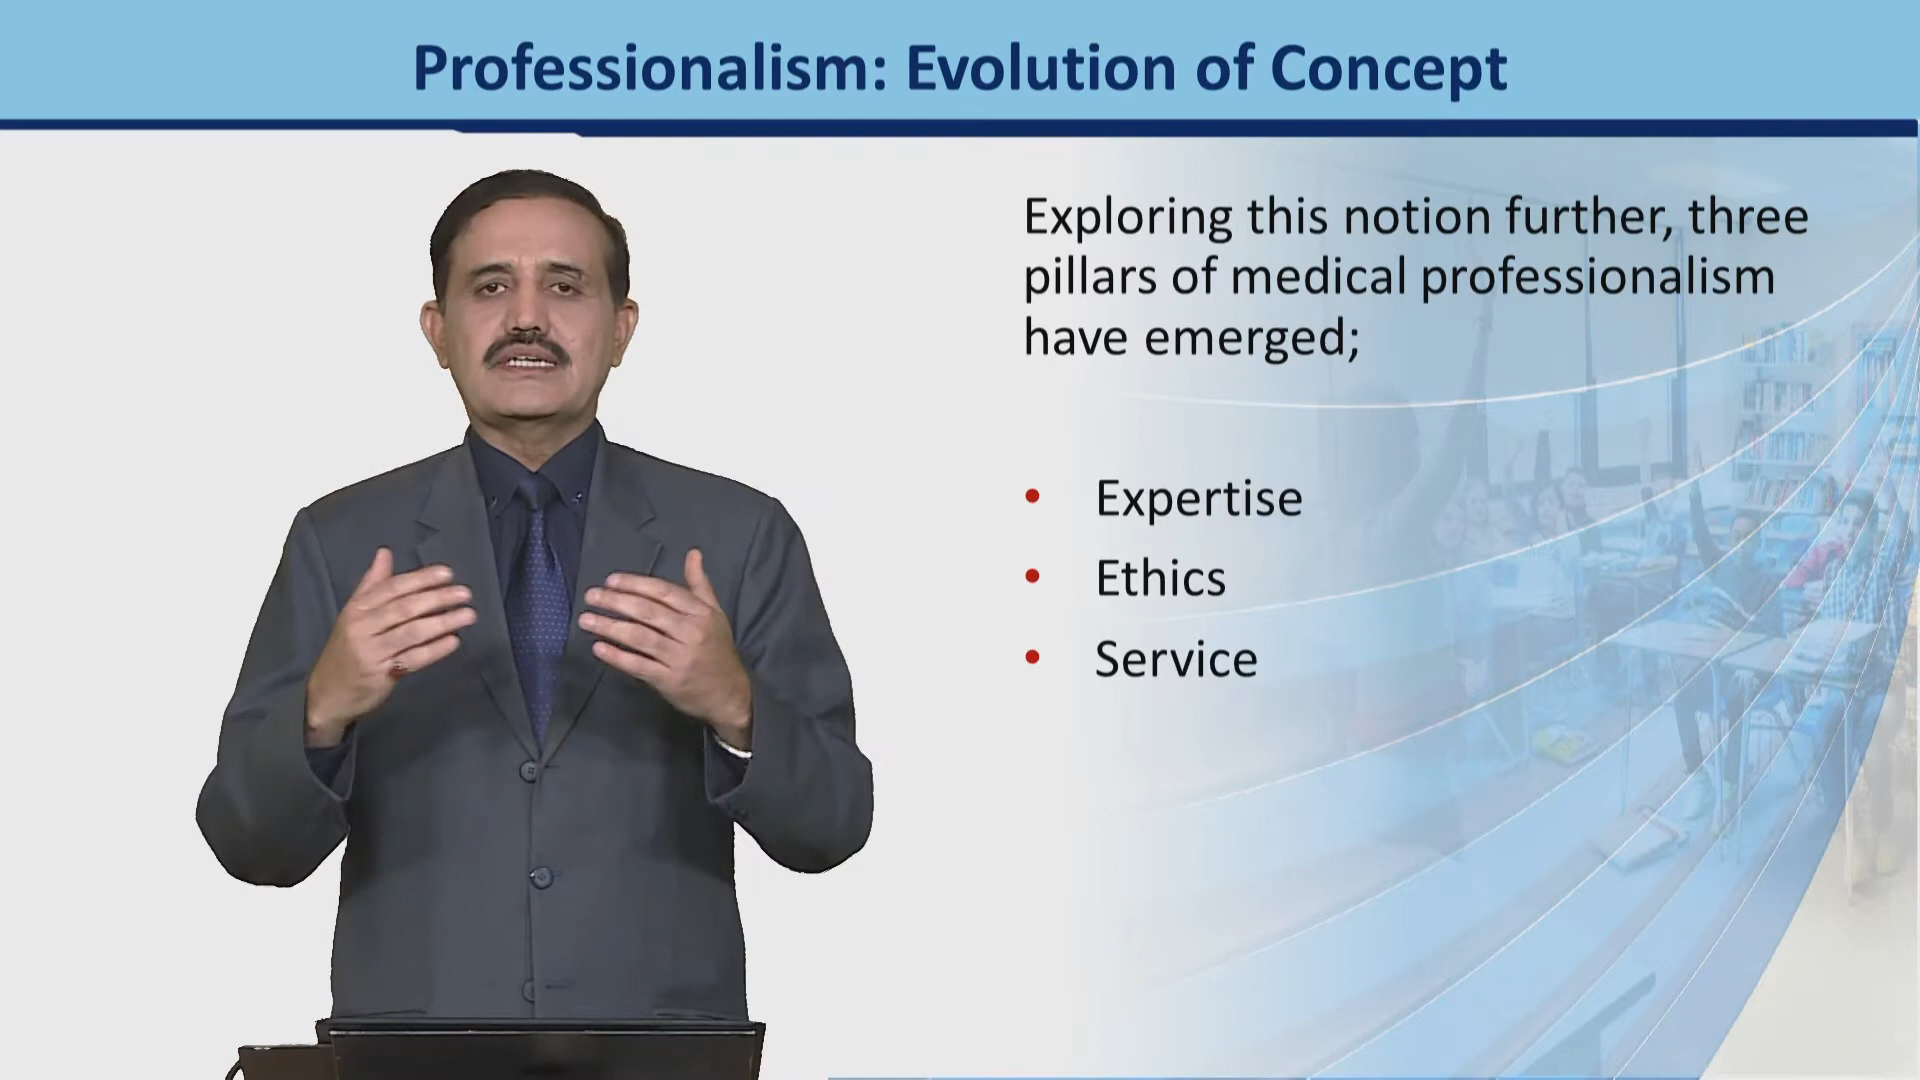 Professionalism: Evolution of Concept
Exploring this notion further, three
pillars of medical professionalism
have emerged;
• Expertise
• Ethics
• Service